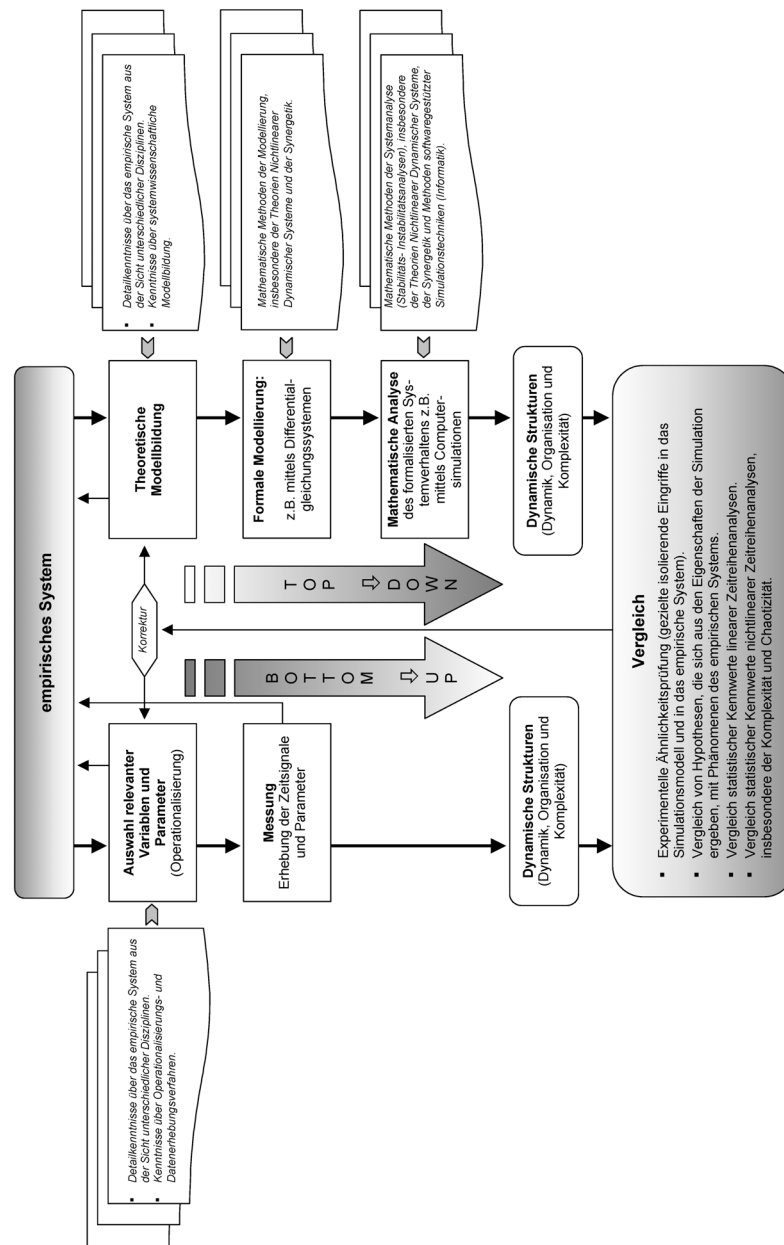 empirisches System
Detailkenntnisse über das empirische System aus
der Sicht unterschiedlicher Disziplinen.
Kenntnisse über Operationalisierungs- und
Datenerhebungsverfahren.
Auswahl relevanter
Variablen und
Parameter
(Operationalisierung)
Korrektur
Theoretische
Modellbildung
Detailkenntnisse über das empirische System aus
der Sicht unterschiedlicher Disziplinen.
Kenntnisse über systemwissenschaftliche
Modellbildung.
Messung
Erhebung der Zeitsignale
und Parameter
BOTTOM ⇨ UP
TOP ⇨ DOWN
Formale Modellierung:
z.B. mittels Differential-
gleichungssystemen
Mathematische Methoden der Modellierung,
insbesondere der Theorien Nichtlinearer
Dynamischer Systeme und der Synergetik.
Mathematische Analyse
des formalisierten Sys-
temverhaltens z.B.
mittels Computer-
simulationen
Mathematische Methoden der Systemanalyse
(Stabilitäts- Instabilitätsanalysen), insbesondere
der Theorien Nichtlinearer Dynamischer Systeme,
der Synergetik und Methoden softwaregestützter
Simulationstechniken (Informatik).
Dynamische Strukturen
(Dynamik, Organisation und
Komplexität)
Dynamische Strukturen
(Dynamik, Organisation und
Komplexität)
Vergleich
Experimentelle Ähnlichkeitsprüfung (gezielte isolierende Eingriffe in das
Simulationsmodell und in das empirische System).
Vergleich von Hypothesen, die sich aus den Eigenschaften der Simulation
ergeben, mit Phänomenen des empirischen Systems.
Vergleich statistischer Kennwerte linearer Zeitreihenanalysen.
Vergleich statistischer Kennwerte nichtlinearer Zeitreihenanalysen,
insbesondere der Komplexität und Chaotizität.